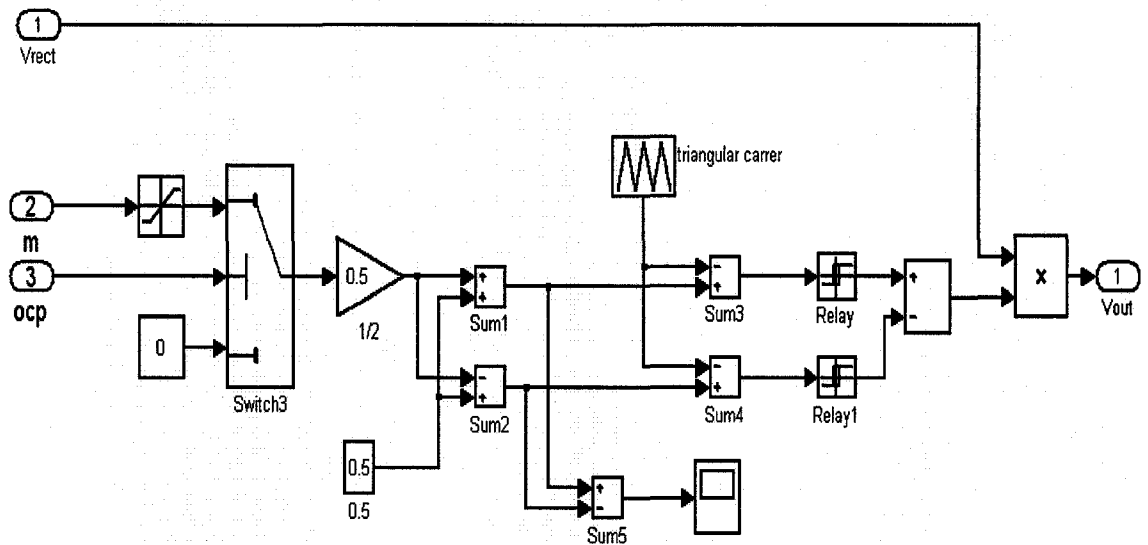 1
Vrect
triangular carrer
2
m
3
ocp
0
Switch3
0.5
1/2
+
+
Sum1
-
+
Sum2
0.5
0.5
-
+
Sum3
-
+
Sum4
Relay
Relay1
+
-
+
-
Sum5
x
1
Vout